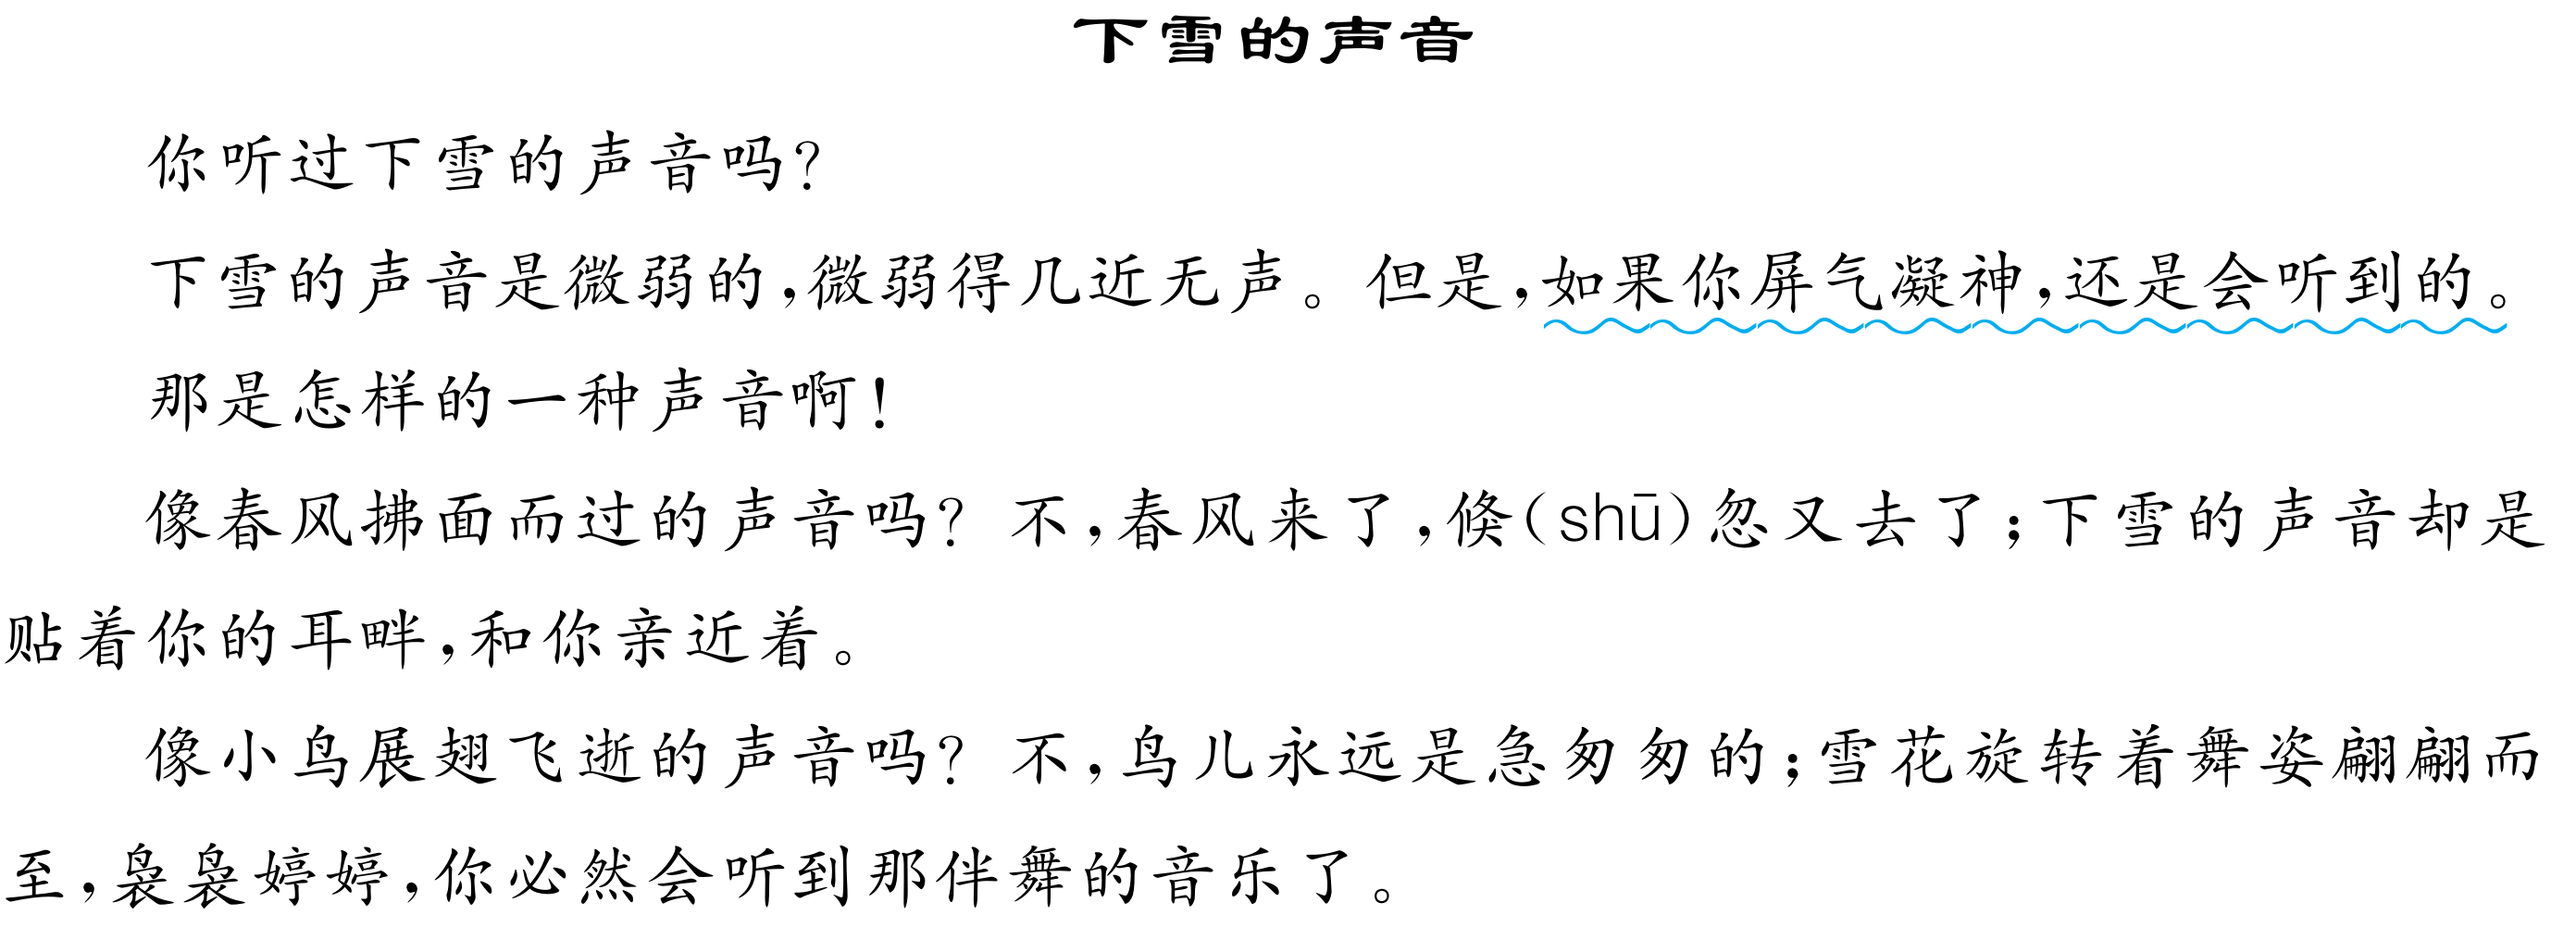 下雪的声音
你听过下雪的声音吗?
下雪的声音是微弱的,微弱得几近无声。但是,如果你屏气凝神,还是会听到的。
那是怎样的一种声音啊!
像春风拂面而过的声音吗? 不,春风来了,倏(shū)忽又去了;下雪的声音却是
贴着你的耳畔,和你亲近着。
像小鸟展翅飞逝的声音吗? 不,鸟儿永远是急匆匆的;雪花旋转着舞姿翩翩而
至,袅袅婷婷,你必然会听到那伴舞的音乐了。